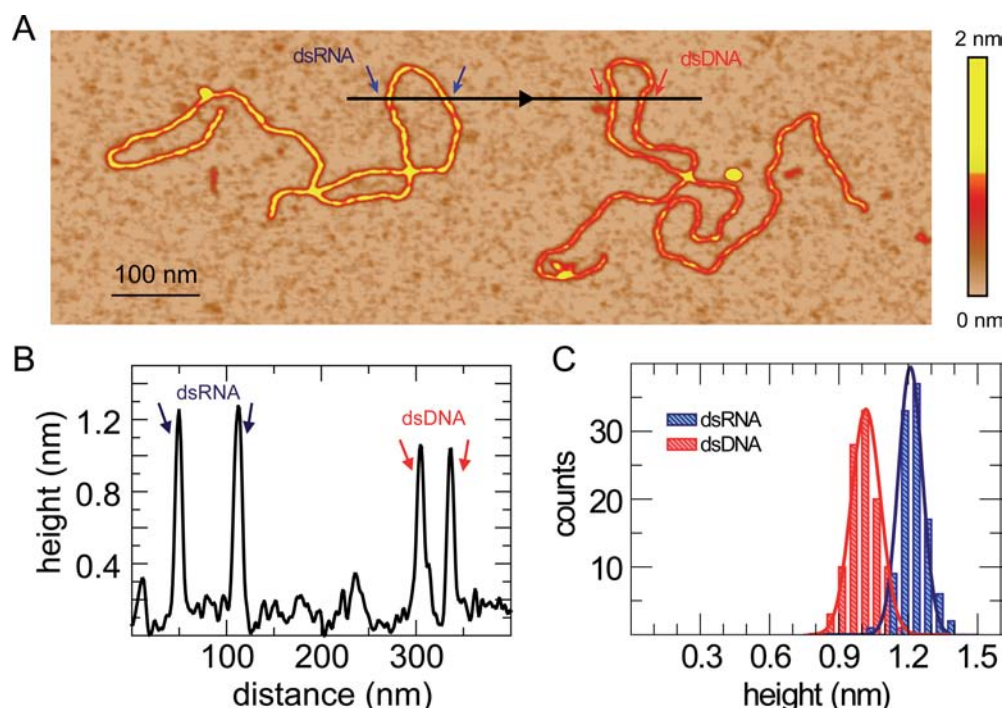 A
dsRNA
dsDNA
2 nm
100 nm
0 nm
B
C
dsRNA
dsDNA
1.2
0.8
0.4
height (nm)
100
200
300
distance (nm)
dsRNA
dsDNA
30
20
10
counts
0.3
0.6
0.9
1.2
1.5
height (nm)